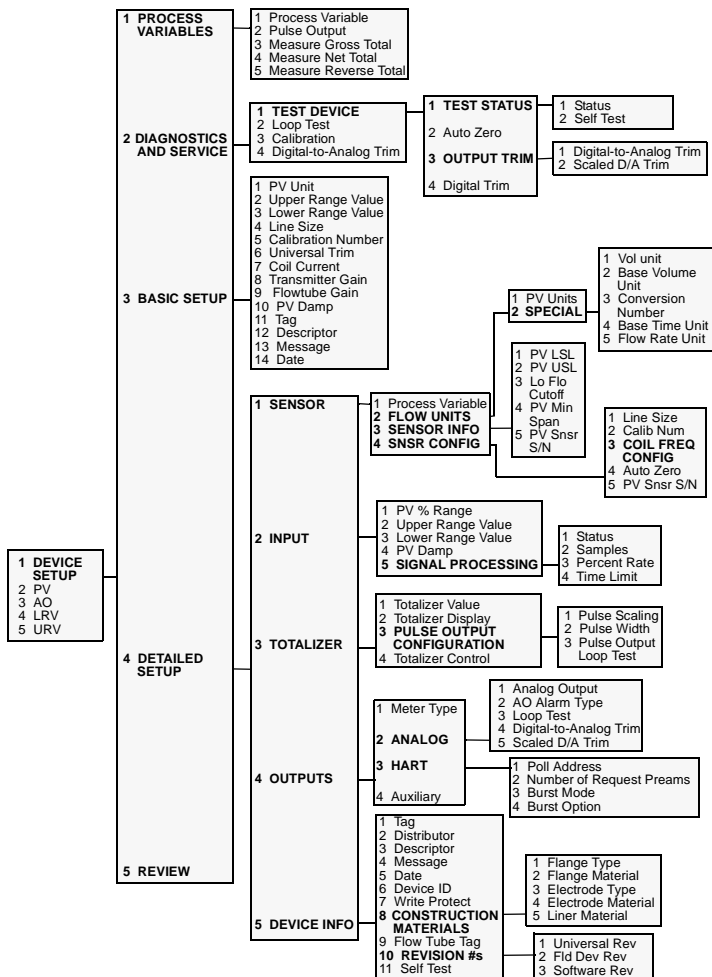 1 PROCESS
VARIABLES
1 Process Variable
2 Pulse Output
3 Measure Gross Total
4 Measure Net Total
5 Measure Reverse Total
2 DIAGNOSTICS
AND SERVICE
1 TEST DEVICE
2 Loop Test
3 Calibration
4 Digital-to-Analog Trim
1 TEST STATUS
2 Auto Zero
3 OUTPUT TRIM
4 Digital Trim
1 Status
2 Self Test
1 Digital-to-Analog Trim
2 Scaled D/A Trim
3 BASIC SETUP
1 PV Unit
2 Upper Range Value
3 Lower Range Value
4 Line Size
5 Calibration Number
6 Universal Trim
7 Coil Current
8 Transmitter Gain
9 Flowtube Gain
10 PV Damp
11 Tag
12 Descriptor
13 Message
14 Date
1 DEVICE
SETUP
2 PV
3 AO
4 LRV
5 URV
4 DETAILED
SETUP
1 SENSOR
1 Process Variable
2 FLOW UNITS
3 SENSOR INFO
4 SNSR CONFIG
1 PV Units
2 SPECIAL
1 Vol unit
2 Base Volume
Unit
3 Conversion
Number
4 Base Time Unit
5 Flow Rate Unit
1 PV LSL
2 PV USL
3 Lo Flo
Cutoff
4 PV Min
Span
5 PV Snsr
S/N
1 Line Size
2 Calib Num
3 COIL FREQ
CONFIG
4 Auto Zero
5 PV Snsr S/N
2 INPUT
1 PV % Range
2 Upper Range Value
3 Lower Range Value
4 PV Damp
5 SIGNAL PROCESSING
1 Status
2 Samples
3 Percent Rate
4 Time Limit
3 TOTALIZER
1 Totalizer Value
2 Totalizer Display
3 PULSE OUTPUT
CONFIGURATION
4 Totalizer Control
1 Pulse Scaling
2 Pulse Width
3 Pulse Output
Loop Test
4 OUTPUTS
1 Meter Type
2 ANALOG
3 HART
4 Auxiliary
1 Analog Output
2 AO Alarm Type
3 Loop Test
4 Digital-to-Analog Trim
5 Scaled D/A Trim
1 Poll Address
2 Number of Request Preams
3 Burst Mode
4 Burst Option
5 DEVICE INFO
1 Tag
2 Distributor
3 Descriptor
4 Message
5 Date
6 Device ID
7 Write Protect
8 CONSTRUCTION
MATERIALS
9 Flow Tube Tag
10 REVISION #s
11 Self Test
1 Flange Type
2 Flange Material
3 Electrode Type
4 Electrode Material
5 Liner Material
1 Universal Rev
2 Fld Dev Rev
3 Software Rev
5 REVIEW